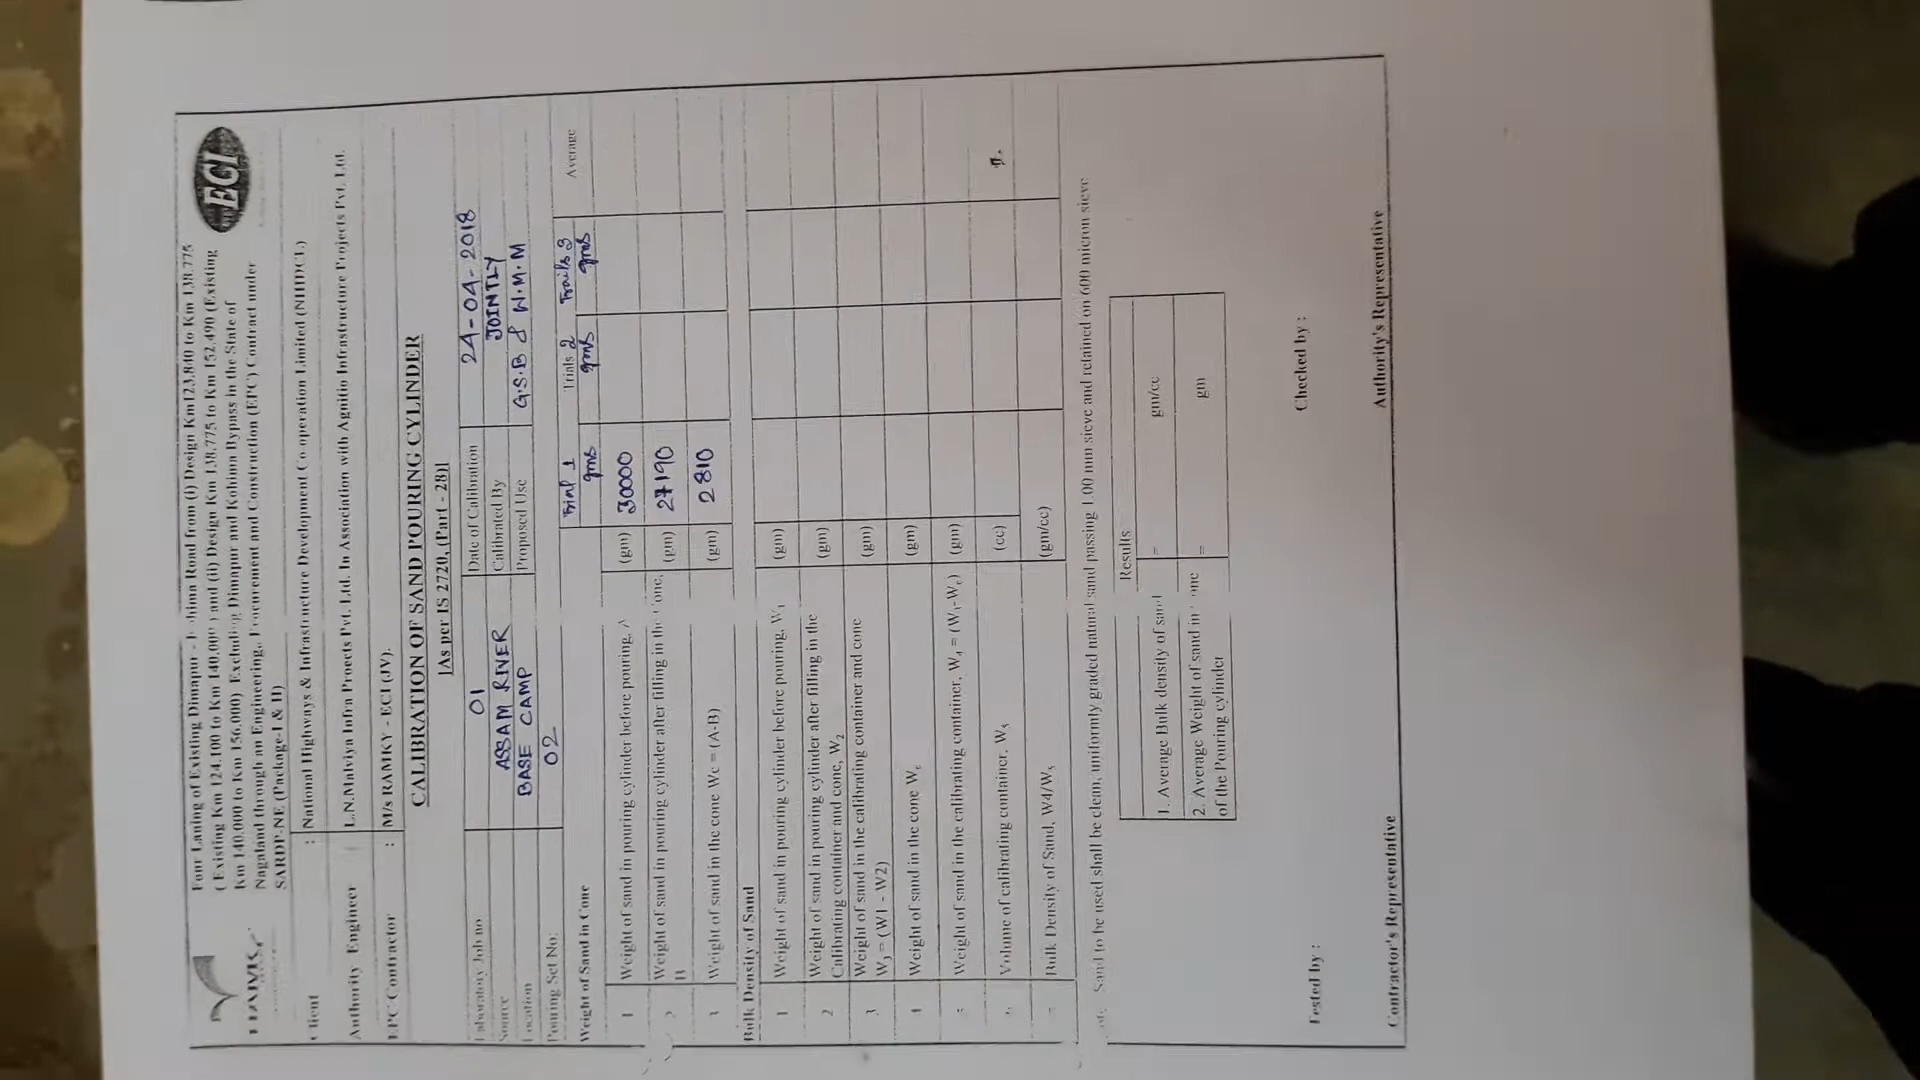 Four Laning of Existing Dimapur - Kohima Road from (i) Design Km123.840 to Km 138.775
( Existing Km 124.100 to Km 140.000 ) and (ii) Design Km 138.775 to Km 152.490 (Existing
Km 140.000 to Km 156.000) Excluding Dimapur and Kohima Bypass in the State of
Nagaland through an Engineering, Procurement and Construction (EPC) Contract under
SARDP-NE (Package-I & II)
ECI
Client : National Highways & Infrastructure Development Co-operation Limited (NHIDCL)
Authority Engineer : L.N.Malviya Infra Proects Pvt. Ltd. In Association with Agnitio Infrastructure Projects Pvt. Ltd.
EPC Contractor : M/s RAMKY - ECI (JV).
CALIBRATION OF SAND POURING CYLINDER
[As per IS 2720, (Part - 28)]
Laboratory Job no 01 Date of Calibration 24-04-2018
Source ASSAM RIVER Calibrated By JOINTLY
Location BASE CAMP Proposed Use G.S.B & W.M.M
Pouring Set No: 02
Weight of Sand in Cone Trial 1 gms Trials 2 gms Trails 3 gms Average
1 Weight of sand in pouring cylinder before pouring, A (gm) 30000
2 Weight of sand in pouring cylinder after filling in the Cone, B (gm) 27190
3 Weight of sand in the cone Wc = (A-B) (gm) 2810
Bulk Density of Sand
1 Weight of sand in pouring cylinder before pouring, W1 (gm)
2 Weight of sand in pouring cylinder after filling in the
Calibrating container and cone, W2 (gm)
3 Weight of sand in the calibrating container and cone
W3 = (W1 - W2) (gm)
4 Weight of sand in the cone Wc (gm)
5 Weight of sand in the calibrating container, W4 = (W3-Wc) (gm)
Volume of calibrating container, W5 (cc)
Bulk Density of Sand, W4/W5 (gm/cc)
Sand to be used shall be clean, uniformly graded natural sand passing 1.00 mm sieve and retained on 600 micron sieve
Results
1. Average Bulk density of sand = gm/cc
2. Average Weight of sand in cone = gm
of the Pouring cylinder
Tested by : Checked by :
Contractor's Representative Authority's Representative